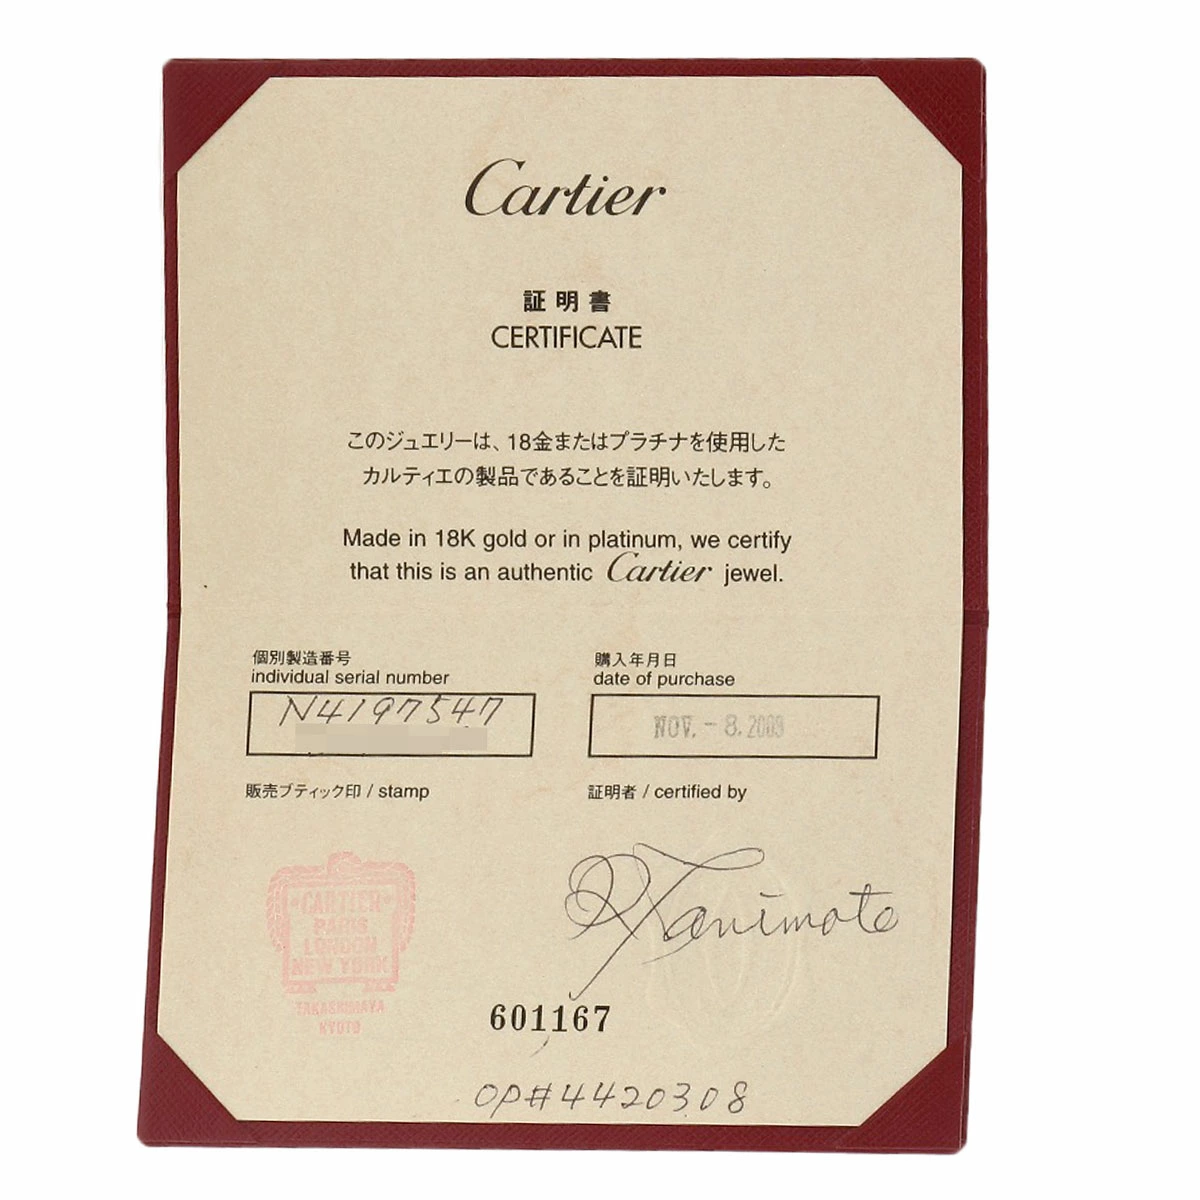 Cartier
証明書
CERTIFICATE
このジュエリーは、18金またはプラチナを使用した
カルティエの製品であることを証明いたします。
Made in 18K gold or in platinum, we certify
that this is an authentic Cartier jewel.
個別製造番号
individual serial number
N4197547
購入年月日
date of purchase
NOV. - 8. 2009
販売ブティック印 / stamp
証明者 / certified by
CARTIER
PARIS
LONDON
NEW YORK
TAKASHIMAYA
KYOTO
Tanimoto
601167
OP#4420308